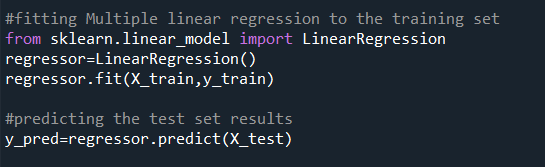 #fitting Multiple linear regression to the training set
from sklearn.linear_model import LinearRegression
regressor=LinearRegression()
regressor.fit(X_train,y_train)
#predicting the test set results
y_pred=regressor.predict(X_test)